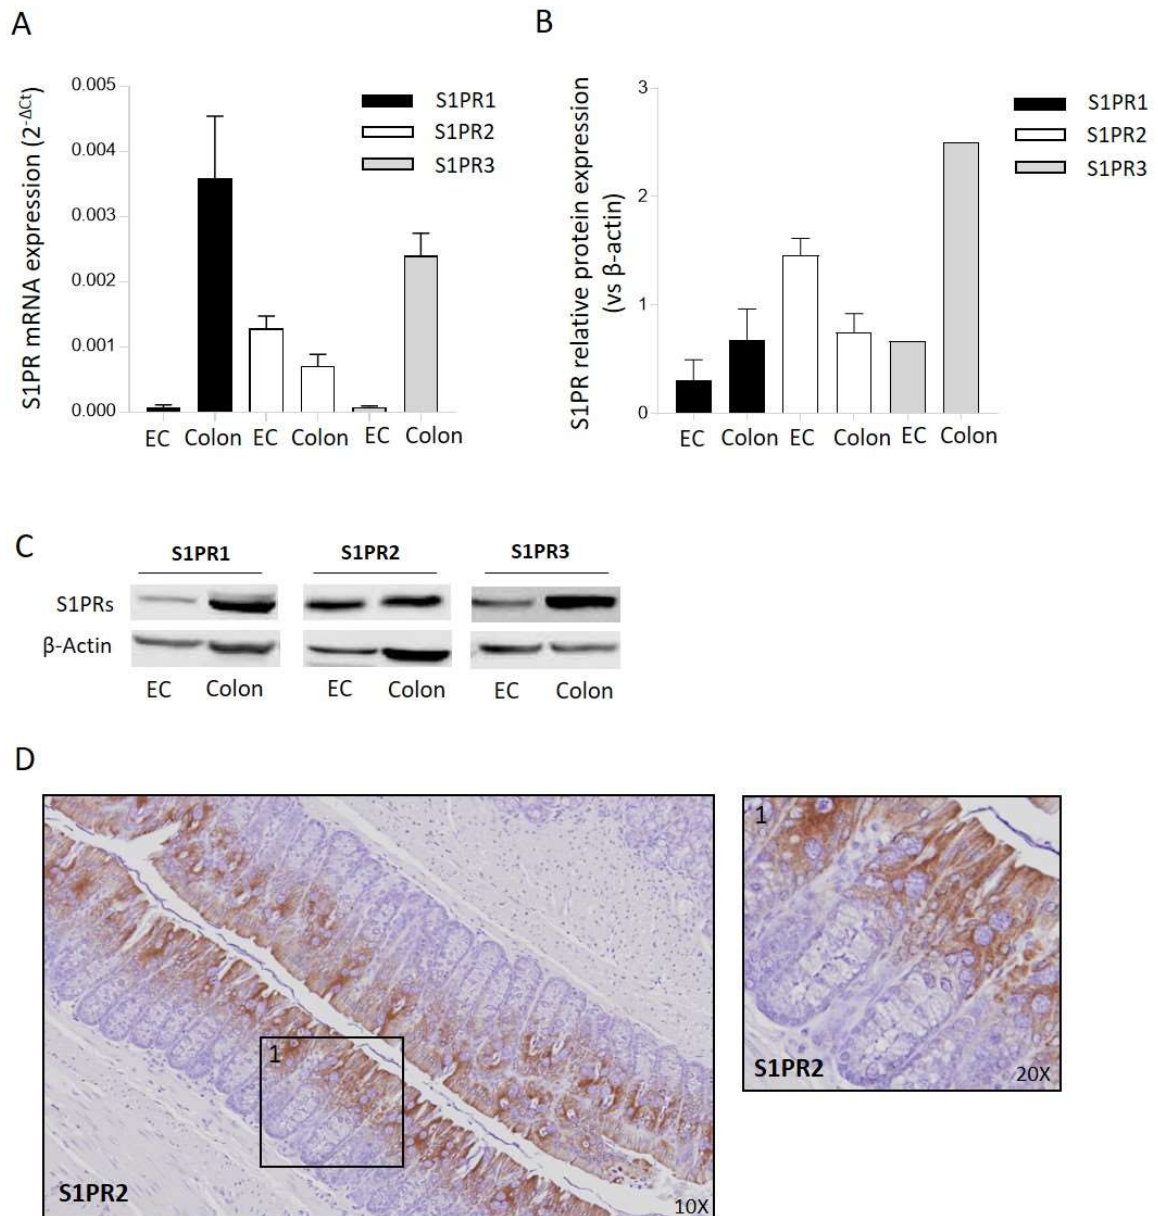 A
S1PR mRNA expression (2^-ΔCt)
0.005
0.004
0.003
0.002
0.001
0.000
S1PR1
S1PR2
S1PR3
EC Colon EC Colon EC Colon
B
S1PR relative protein expression
(vs β-actin)
3
2
1
0
S1PR1
S1PR2
S1PR3
EC Colon EC Colon EC Colon
C
S1PR1 S1PR2 S1PR3
S1PRs
β-Actin
EC Colon EC Colon EC Colon
D
1
S1PR2
10X
1
S1PR2
20X